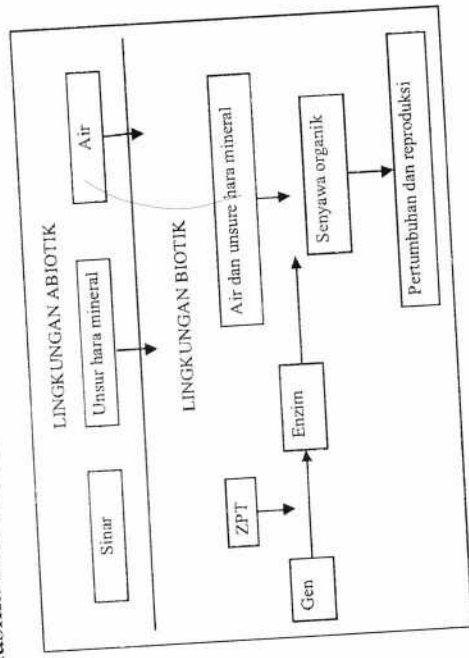 LINGKUNGAN ABIOTIK
Sinar
Unsur hara mineral
Air
LINGKUNGAN BIOTIK
Air dan unsure hara mineral
ZPT
Gen
Enzim
Senyawa organik
Pertumbuhan dan reproduksi